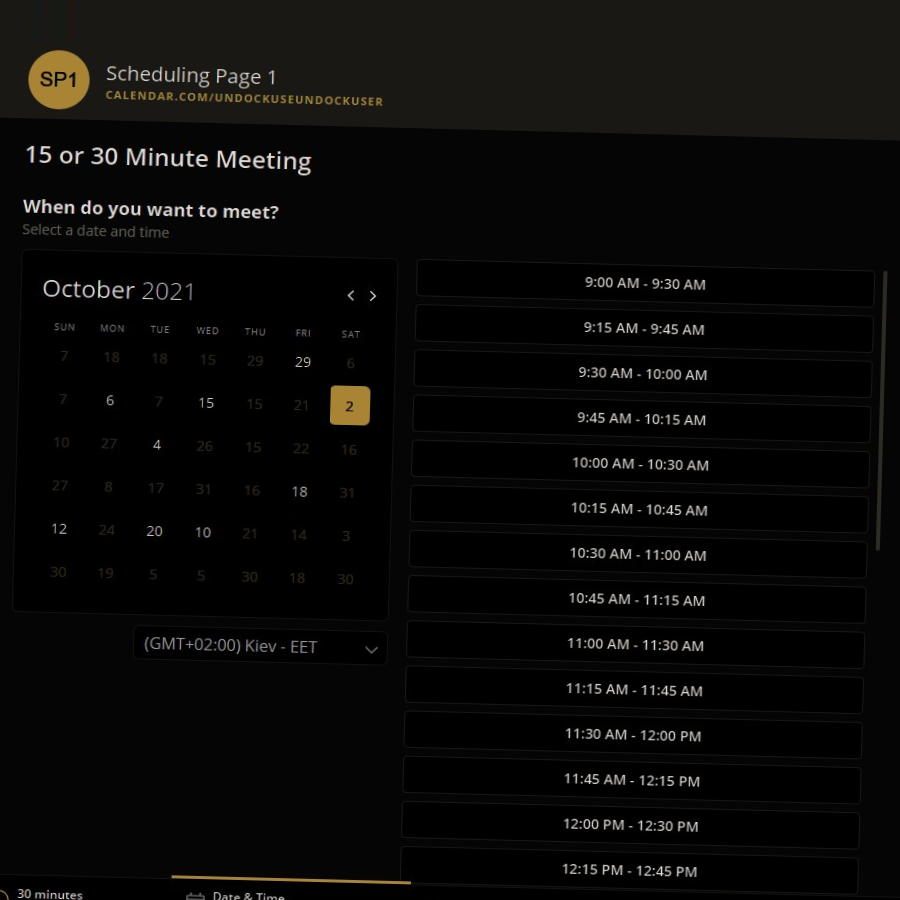 SP1
Scheduling Page 1
CALENDAR.COM/UNDOCKUSEUNDOCKUSER
15 or 30 Minute Meeting
When do you want to meet?
Select a date and time
October 2021
SUN MON TUE WED THU FRI SAT
7 18 18 15 29 29 6
7 6 7 15 15 21 2
10 27 4 26 15 22 16
27 8 17 31 16 18 31
12 24 20 10 21 14 3
30 19 5 5 30 18 30
(GMT+02:00) Kiev - EET
9:00 AM - 9:30 AM
9:15 AM - 9:45 AM
9:30 AM - 10:00 AM
9:45 AM - 10:15 AM
10:00 AM - 10:30 AM
10:15 AM - 10:45 AM
10:30 AM - 11:00 AM
10:45 AM - 11:15 AM
11:00 AM - 11:30 AM
11:15 AM - 11:45 AM
11:30 AM - 12:00 PM
11:45 AM - 12:15 PM
12:00 PM - 12:30 PM
12:15 PM - 12:45 PM
30 minutes
Date & Time